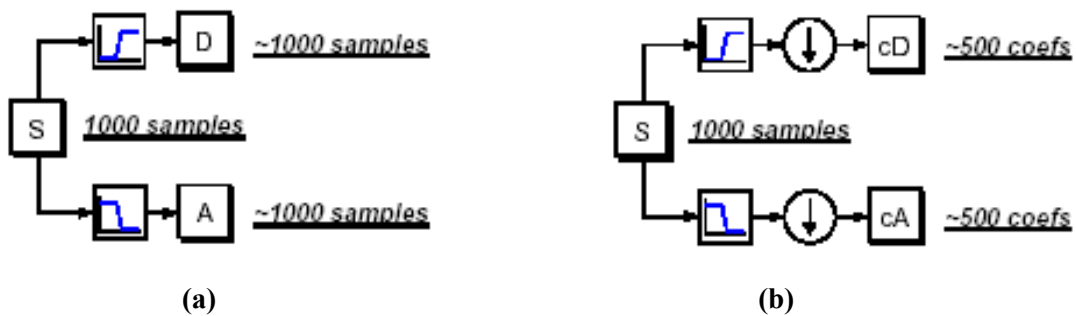 D
~1000 samples
S
1000 samples
A
~1000 samples
(a)
cD
~500 coefs
S
1000 samples
cA
~500 coefs
(b)